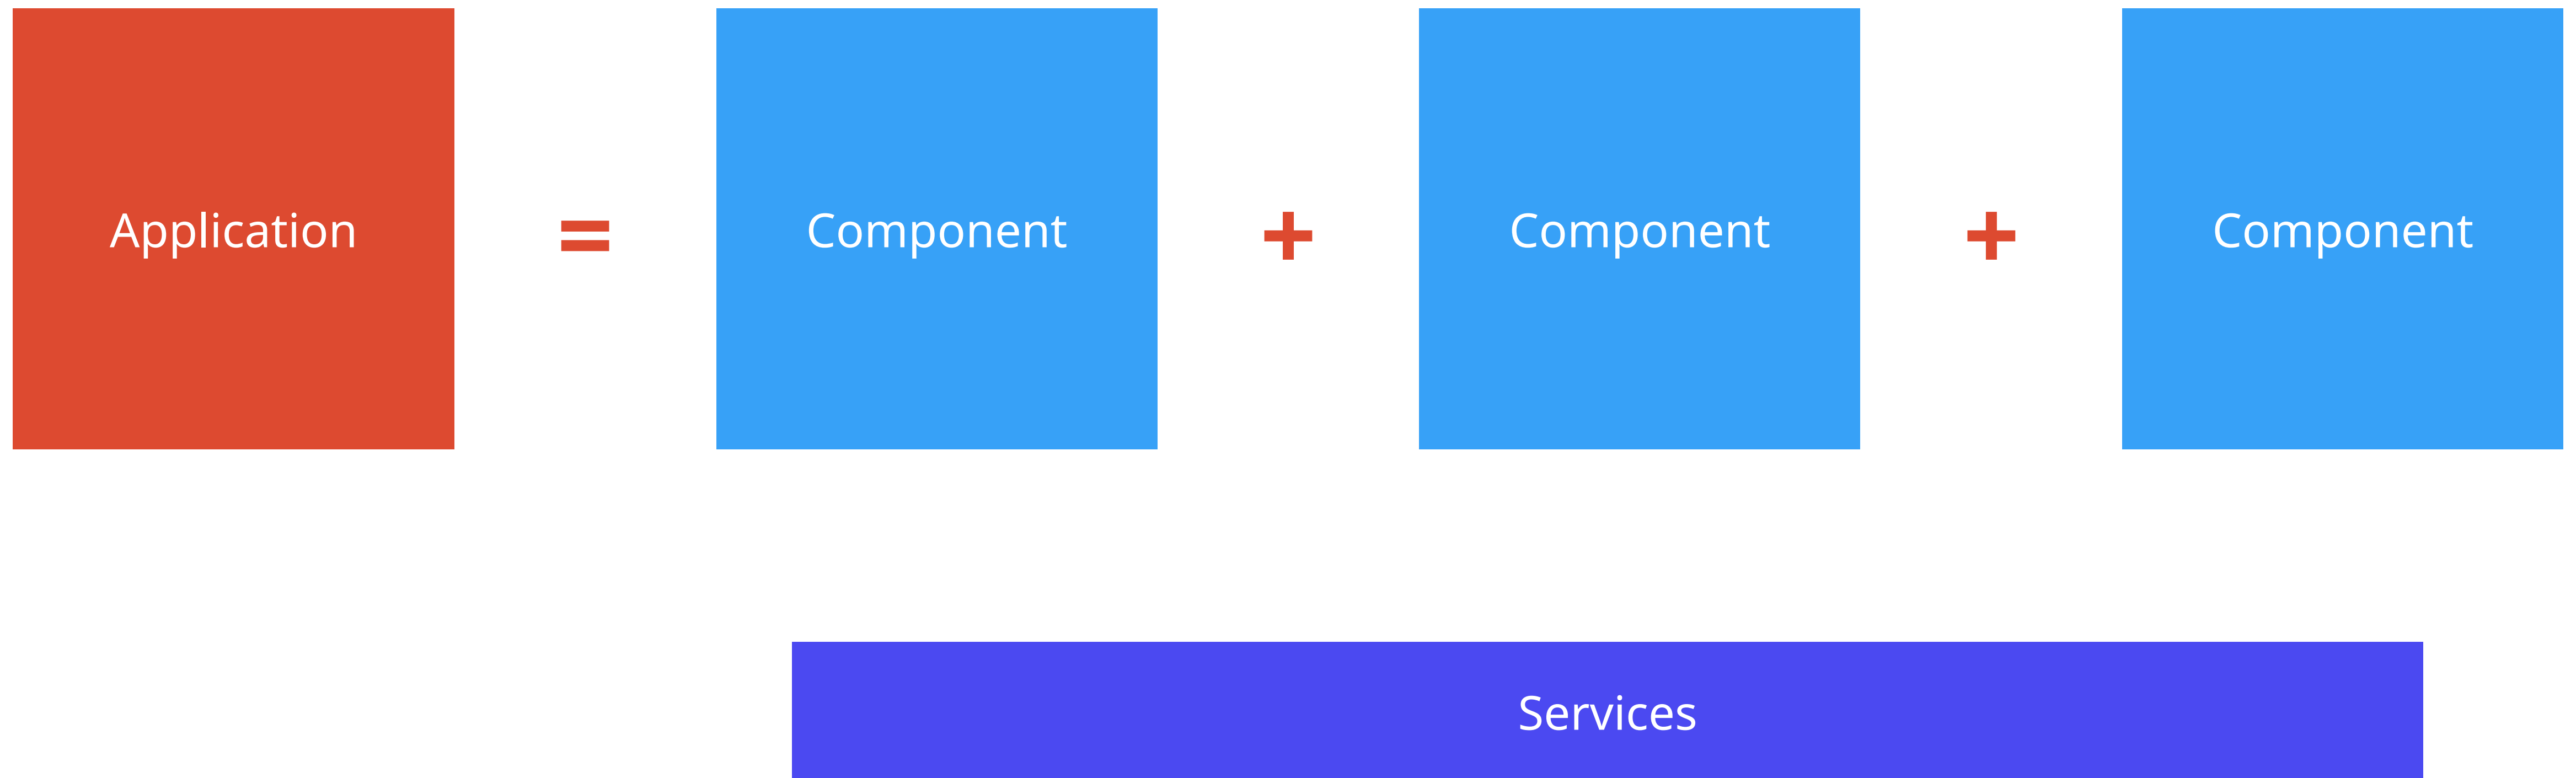 Application = Component + Component + Component
Services